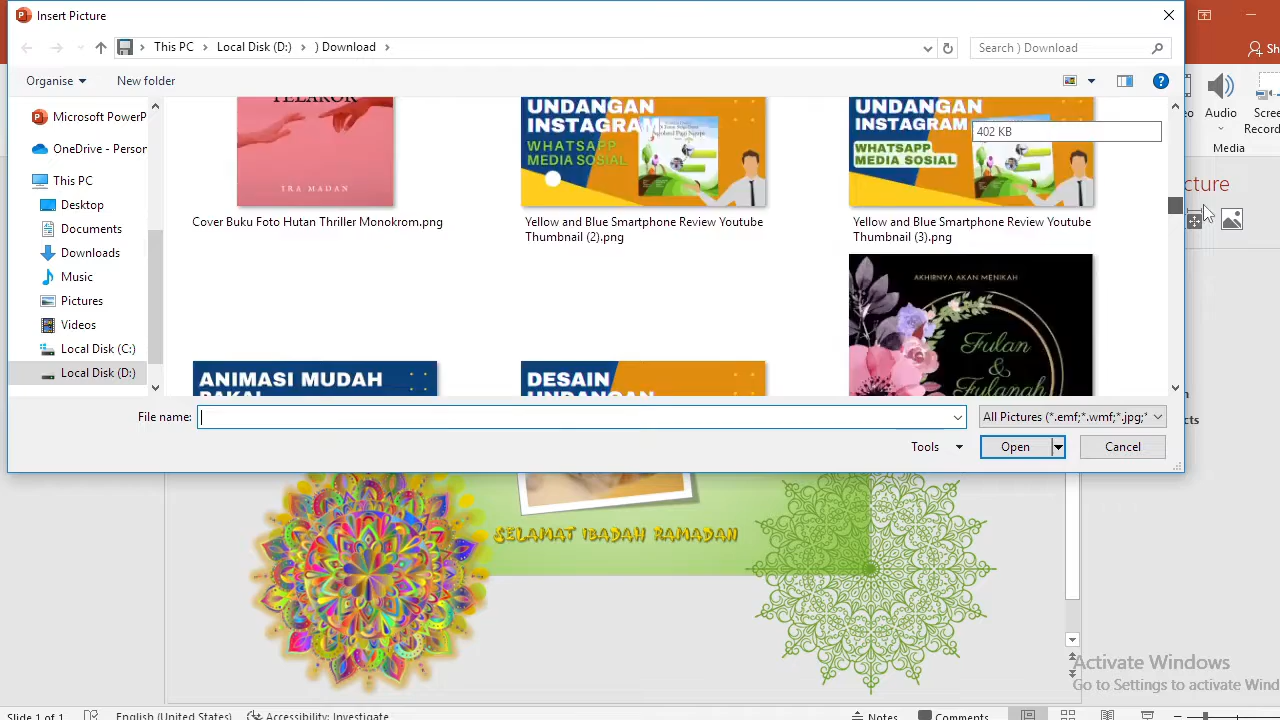 Insert Picture
This PC
Local Disk (D:)
) Download
Search ) Download
Organise
New folder
Microsoft PowerP
OneDrive - Person
This PC
Desktop
Documents
Downloads
Music
Pictures
Videos
Local Disk (C:)
Local Disk (D:)
TELAKOK
IRA MADAN
Cover Buku Foto Hutan Thriller Monokrom.png
UNDANGAN
INSTAGRAM
WHATSAPP
MEDIA SOSIAL
Yellow and Blue Smartphone Review Youtube
Thumbnail (2).png
UNDANGAN
INSTAGRAM
WHATSAPP
MEDIA SOSIAL
Yellow and Blue Smartphone Review Youtube
Thumbnail (3).png
402 KB
ANIMASI MUDAH
DESAIN
AKHIRNYA AKAN MENIKAH
Fulan
&
Fulanah
File name:
All Pictures (*.emf;*.wmf;*.jpg;*
Tools
Open
Cancel
Audio
Scree
Record
Media
cture
SELAMAT IBADAH RAMADAN
Activate Windows
Go to Settings to activate Wind
Slide 1 of 1
English (United States)
Accessibility: Investigate
Notes
Comments